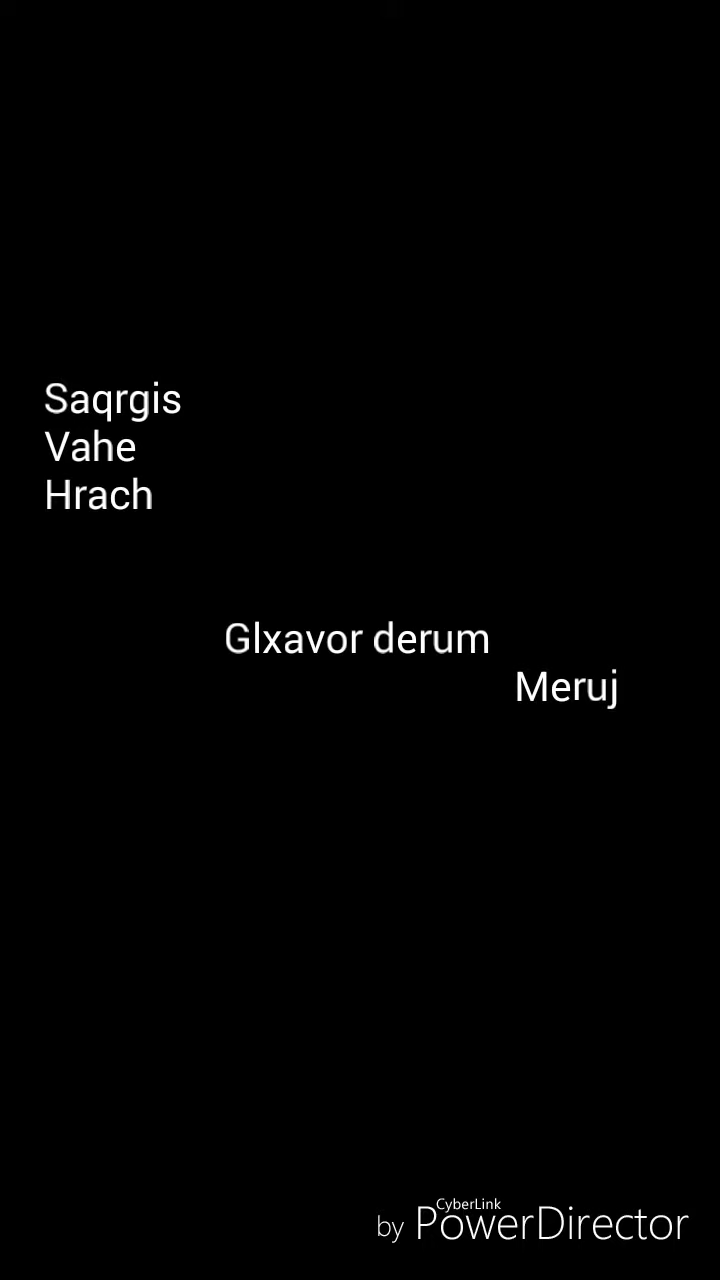 Saqrgis
Vahe
Hrach
Glxavor derum
Meruj
CyberLink
by PowerDirector